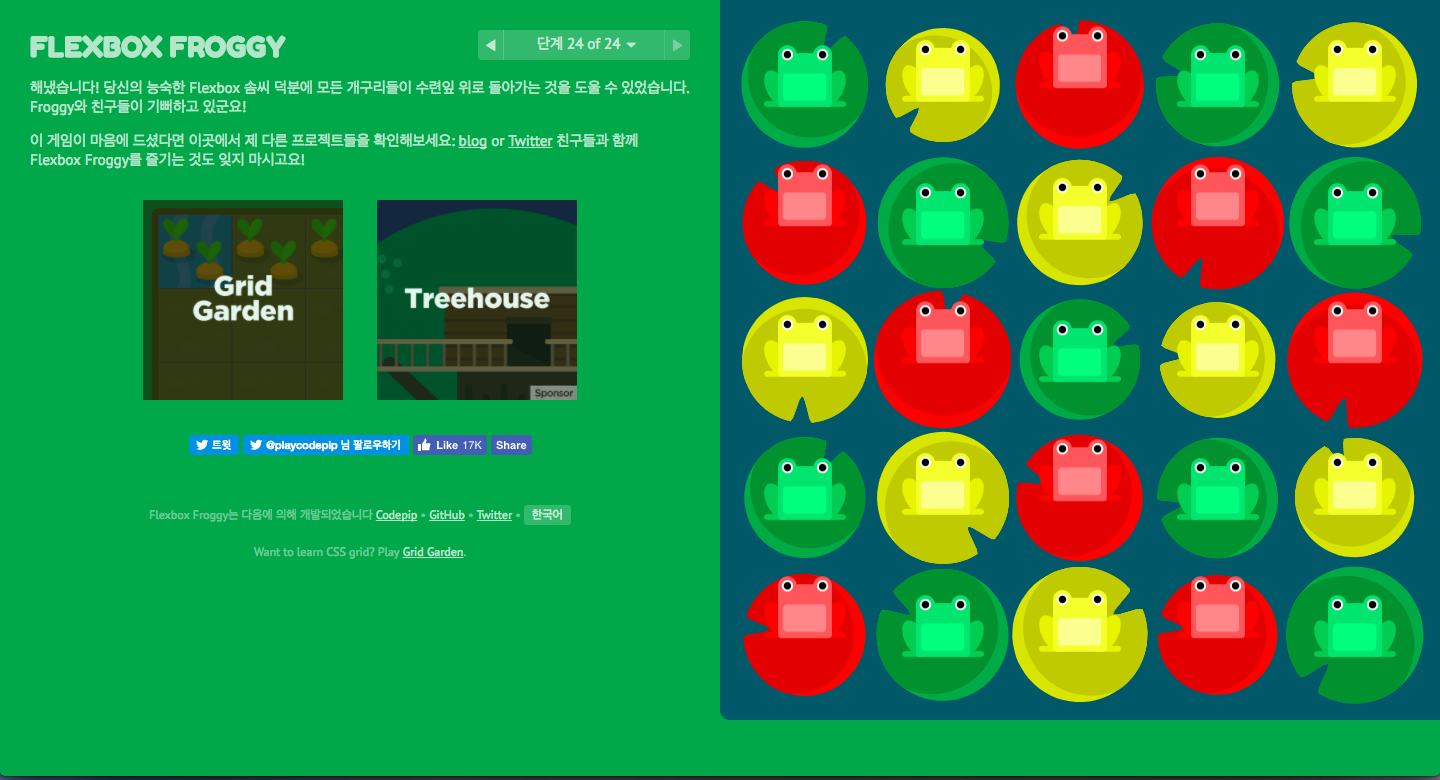 FLEXBOX FROGGY
단계 24 of 24
해냈습니다! 당신의 능숙한 Flexbox 솜씨 덕분에 모든 개구리들이 수련잎 위로 돌아가는 것을 도울 수 있었습니다.
Froggy와 친구들이 기뻐하고 있군요!
이 게임이 마음에 드셨다면 이곳에서 제 다른 프로젝트들을 확인해보세요: blog or Twitter 친구들과 함께
Flexbox Froggy를 즐기는 것도 잊지 마시고요!
Grid
Garden
Treehouse
Sponsor
트윗
@playcodepip 님 팔로우하기
Like 17K
Share
Flexbox Froggy는 다음에 의해 개발되었습니다 Codepip • GitHub • Twitter • 한국어
Want to learn CSS grid? Play Grid Garden.